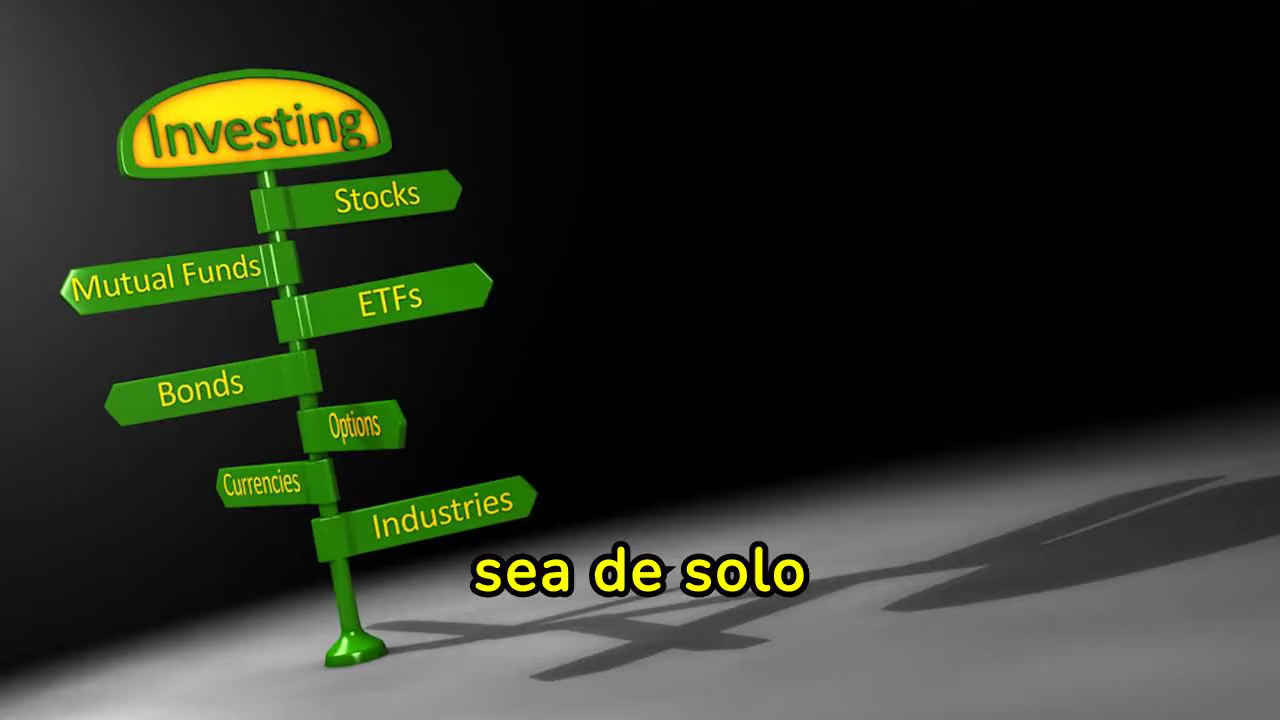 Investing
Stocks
Mutual Funds
ETFs
Bonds
Options
Currencies
Industries
sea de solo